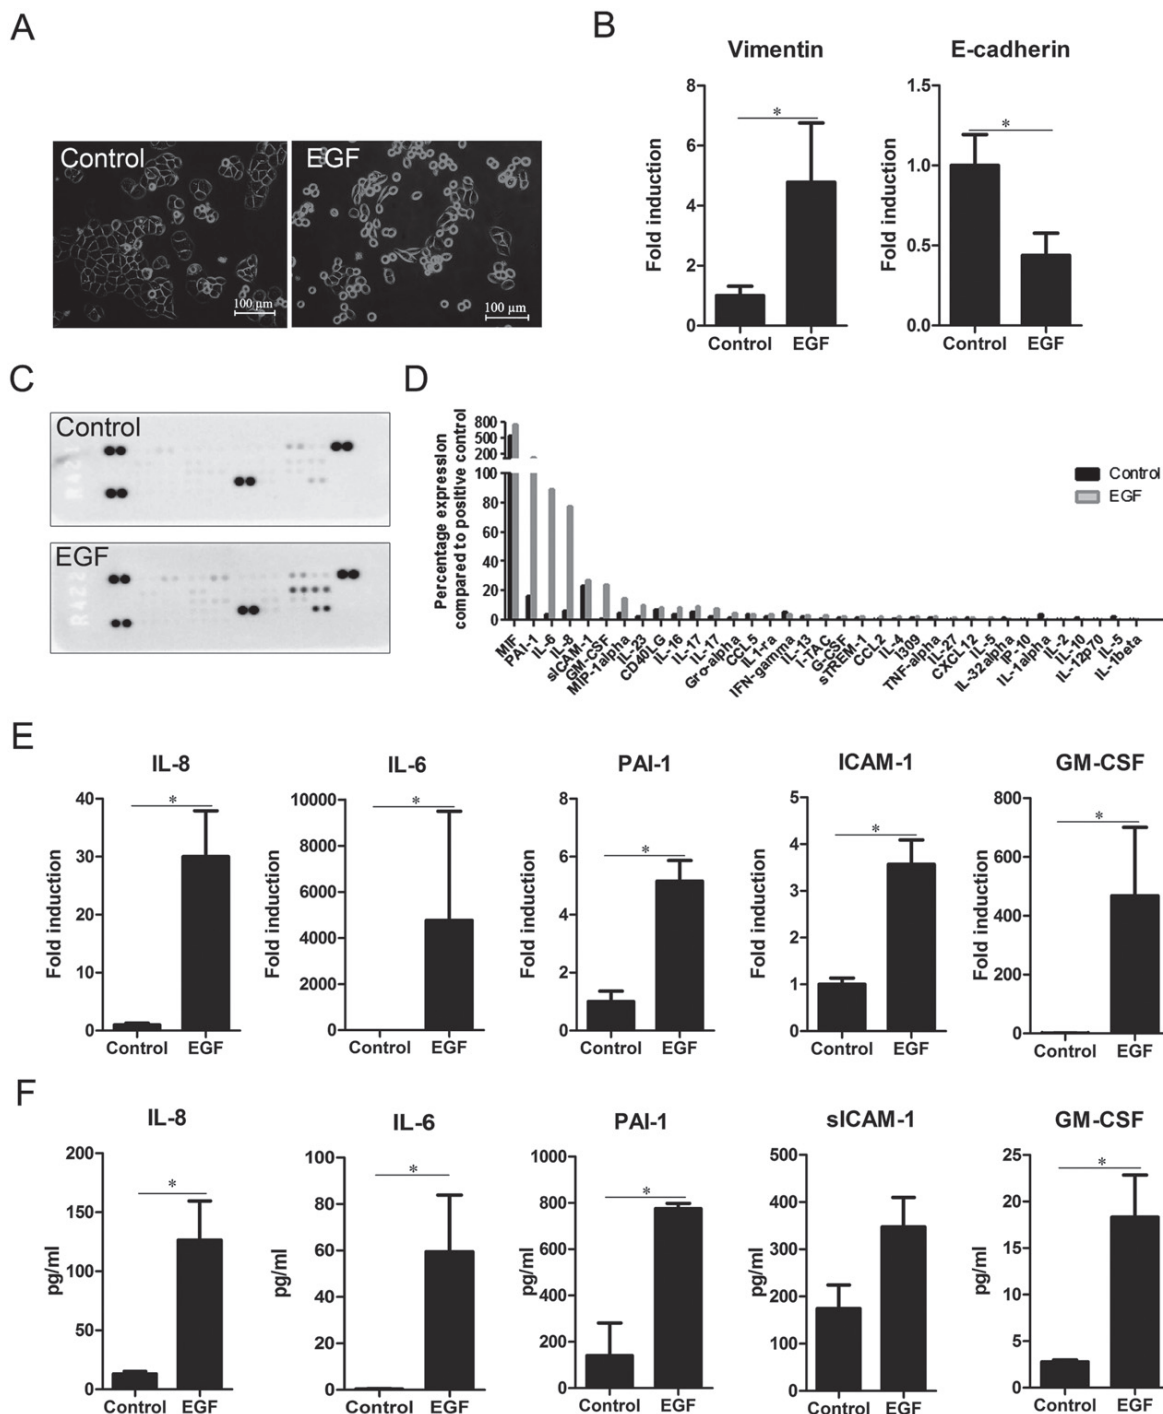 A
B
Control
EGF
100 µm
100 µm
Vimentin
E-cadherin
Fold induction
8
6
4
2
0
*
Control
EGF
Fold induction
1.5
1.0
0.5
0.0
*
Control
EGF
C
Control
EGF
R422
D
Percentage expression
compared to positive control
800
500
200
100
80
60
40
20
0
Control
EGF
MIF
PAI-1
IL-6
IL-8
sICAM-1
GM-CSF
MIP-1alpha
IL-23
CD40LG
IL-16
IL-17
IL-17
Gro-alpha
CCL5
IL-1-ra
IFN-gamma
IL-13
I-TAC
G-CSF
sTREM-1
CCL2
IL-4
I309
TNF-alpha
IL-27
CXCL12
IL-5
IL-32alpha
IP-10
IL-1alpha
IL-2
IL-10
IL-12p70
IL-5
IL-1beta
E
IL-8
IL-6
PAI-1
ICAM-1
GM-CSF
Fold induction
40
30
20
10
0
*
Control
EGF
Fold induction
10000
8000
6000
4000
2000
0
*
Control
EGF
Fold induction
8
6
4
2
0
*
Control
EGF
Fold induction
5
4
3
2
1
0
*
Control
EGF
Fold induction
800
600
400
200
0
*
Control
EGF
F
IL-8
IL-6
PAI-1
sICAM-1
GM-CSF
pg/ml
200
150
100
50
0
*
Control
EGF
pg/ml
100
80
60
40
20
0
*
Control
EGF
pg/ml
1000
800
600
400
200
0
*
Control
EGF
pg/ml
500
400
300
200
100
0
Control
EGF
pg/ml
25
20
15
10
5
0
*
Control
EGF